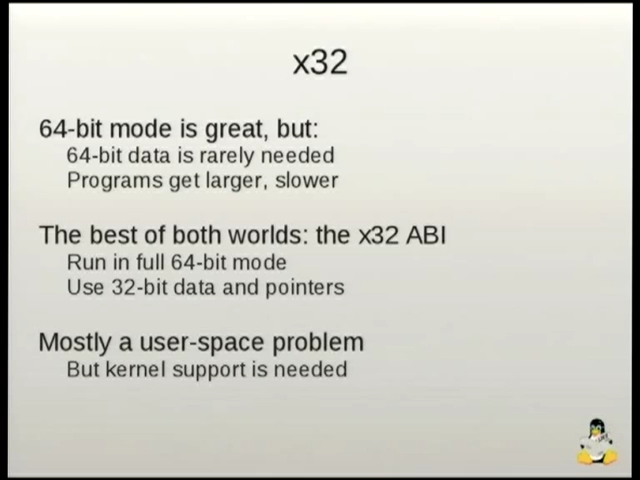 x32
64-bit mode is great, but:
64-bit data is rarely needed
Programs get larger, slower
The best of both worlds: the x32 ABI
Run in full 64-bit mode
Use 32-bit data and pointers
Mostly a user-space problem
But kernel support is needed